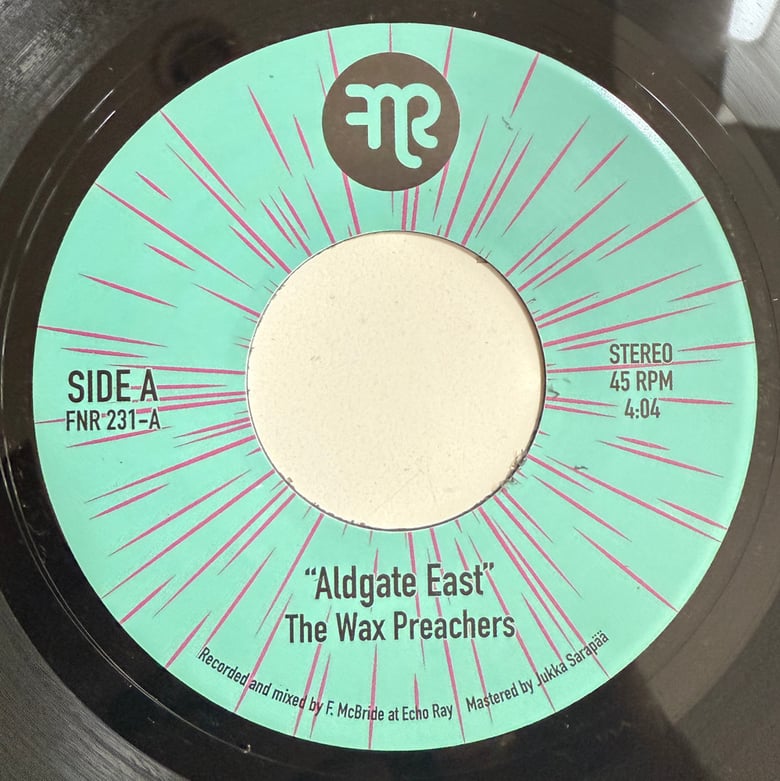 FNR
SIDE A
FNR 231-A
STEREO
45 RPM
4:04
“Aldgate East”
The Wax Preachers
Recorded and mixed by F. McBride at Echo Ray Mastered by Jukka Sarapää